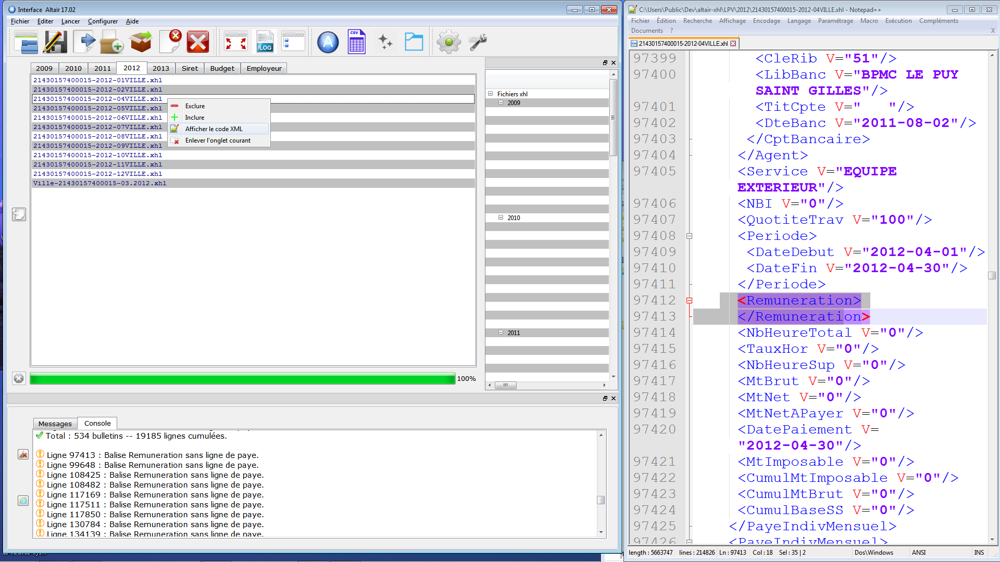 Interface Altaïr 17.02
Fichier Editer Lancer Configurer Aide
LOG
A
CSV
2009 2010 2011 2012 2013 Siret Budget Employeur
21430157400015-2012-01VILLE.xhl
21430157400015-2012-02VILLE.xhl
21430157400015-2012-04VILLE.xhl
21430157400015-2012-05VILLE.xhl
21430157400015-2012-06VILLE.xhl
21430157400015-2012-07VILLE.xhl
21430157400015-2012-08VILLE.xhl
21430157400015-2012-09VILLE.xhl
21430157400015-2012-10VILLE.xhl
21430157400015-2012-11VILLE.xhl
21430157400015-2012-12VILLE.xhl
Ville-21430157400015-03.2012.xhl
Exclure
Inclure
Afficher le code XML
Enlever l'onglet courant
Fichiers xhl
2009
2010
2011
100%
Messages Console
Total : 534 bulletins -- 19185 lignes cumulées.
Ligne 97413 : Balise Remuneration sans ligne de paye.
Ligne 99648 : Balise Remuneration sans ligne de paye.
Ligne 108425 : Balise Remuneration sans ligne de paye.
Ligne 108482 : Balise Remuneration sans ligne de paye.
Ligne 117169 : Balise Remuneration sans ligne de paye.
Ligne 117511 : Balise Remuneration sans ligne de paye.
Ligne 117850 : Balise Remuneration sans ligne de paye.
Ligne 130784 : Balise Remuneration sans ligne de paye.
Ligne 134139 : Balise Remuneration sans ligne de paye.
C:\Users\Public\Dev\altair-xhl\LPV\2012\21430157400015-2012-04VILLE.xhl - Notepad++
Fichier Édition Recherche Affichage Encodage Langage Paramétrage Macro Exécution Compléments
Documents ? X
21430157400015-2012-04VILLE.xhl
97399 <CleRib V="51"/>
97400 <LibBanc V="BPMC LE PUY
SAINT GILLES"/>
97401 <TitCpte V="   "/>
97402 <DteBanc V="2011-08-02"/>
97403 </CptBancaire>
97404 </Agent>
97405 <Service V="EQUIPE
EXTERIEUR"/>
97406 <NBI V="0"/>
97407 <QuotiteTrav V="100"/>
97408 <Periode>
97409 <DateDebut V="2012-04-01"/>
97410 <DateFin V="2012-04-30"/>
97411 </Periode>
97412 <Remuneration>
97413 </Remuneration>
97414 <NbHeureTotal V="0"/>
97415 <TauxHor V="0"/>
97416 <NbHeureSup V="0"/>
97417 <MtBrut V="0"/>
97418 <MtNet V="0"/>
97419 <MtNetAPayer V="0"/>
97420 <DatePaiement V=
"2012-04-30"/>
97421 <MtImposable V="0"/>
97422 <CumulMtImposable V="0"/>
97423 <CumulMtBrut V="0"/>
97424 <CumulBaseSS V="0"/>
97425 </PayeIndivMensuel>
97426 <PayeIndivMensuel>
length : 5663747 lines : 214826 Ln : 97413 Col : 18 Sel : 35 | 2 Dos\Windows ANSI INS